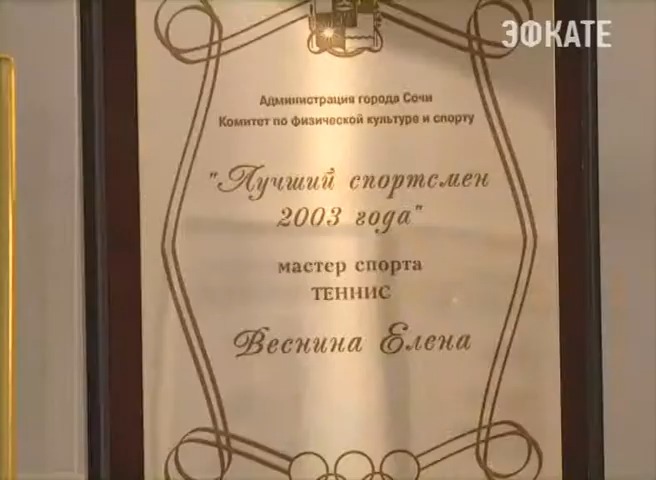 ЭФКАТЕ
Администрация города Сочи
Комитет по физической культуре и спорту
"Лучший спортсмен
2003 года"
мастер спорта
ТЕННИС
Веснина Елена